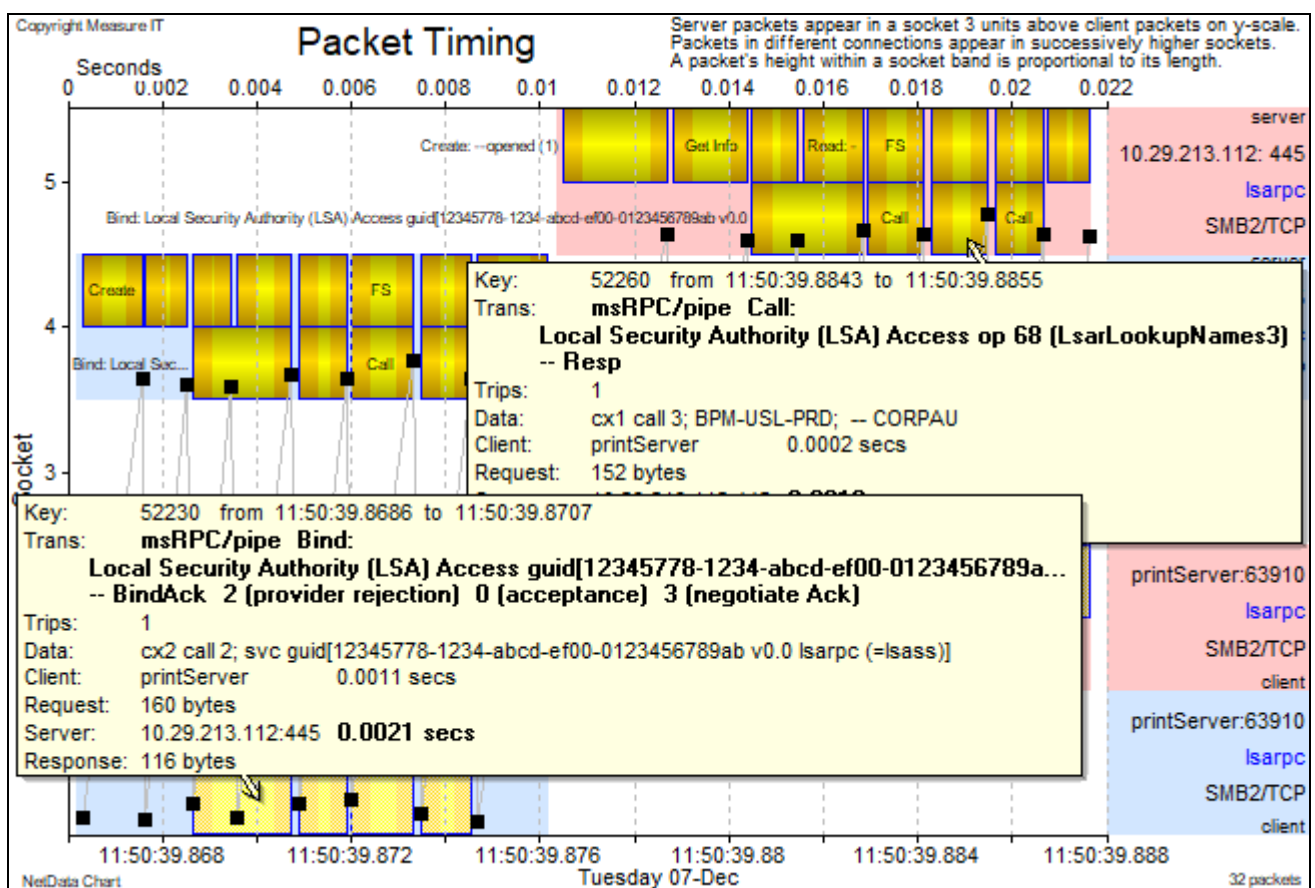 Copyright Measure IT
Packet Timing
Server packets appear in a socket 3 units above client packets on y-scale.
Packets in different connections appear in successively higher sockets.
A packet's height within a socket band is proportional to its length.
Seconds
0 0.002 0.004 0.006 0.008 0.01 0.012 0.014 0.016 0.018 0.02 0.022
server
Create: --opened (1) Get Info Read: - FS
10.29.213.112: 445
5
lsarpc
Bind: Local Security Authority (LSA) Access guid[12345778-1234-abcd-ef00-0123456789ab v0.0 Call Call
SMB2/TCP
server
Create FS
4
Bind: Local Sec... Call
Key: 52260 from 11:50:39.8843 to 11:50:39.8855
Trans: msRPC/pipe Call:
Local Security Authority (LSA) Access op 68 (LsarLookupNames3)
-- Resp
Trips: 1
Data: cx1 call 3; BPM-USL-PRD; -- CORPAU
Client: printServer 0.0002 secs
Request: 152 bytes
Socket
3
Key: 52230 from 11:50:39.8686 to 11:50:39.8707
Trans: msRPC/pipe Bind:
Local Security Authority (LSA) Access guid[12345778-1234-abcd-ef00-0123456789a...
-- BindAck 2 (provider rejection) 0 (acceptance) 3 (negotiate Ack)
Trips: 1
Data: cx2 call 2; svc guid[12345778-1234-abcd-ef00-0123456789ab v0.0 lsarpc (=lsass)]
Client: printServer 0.0011 secs
Request: 160 bytes
Server: 10.29.213.112:445 0.0021 secs
Response: 116 bytes
printServer:63910
lsarpc
SMB2/TCP
client
printServer:63910
lsarpc
SMB2/TCP
client
11:50:39.868 11:50:39.872 11:50:39.876 11:50:39.88 11:50:39.884 11:50:39.888
NetData Chart
Tuesday 07-Dec
32 packets